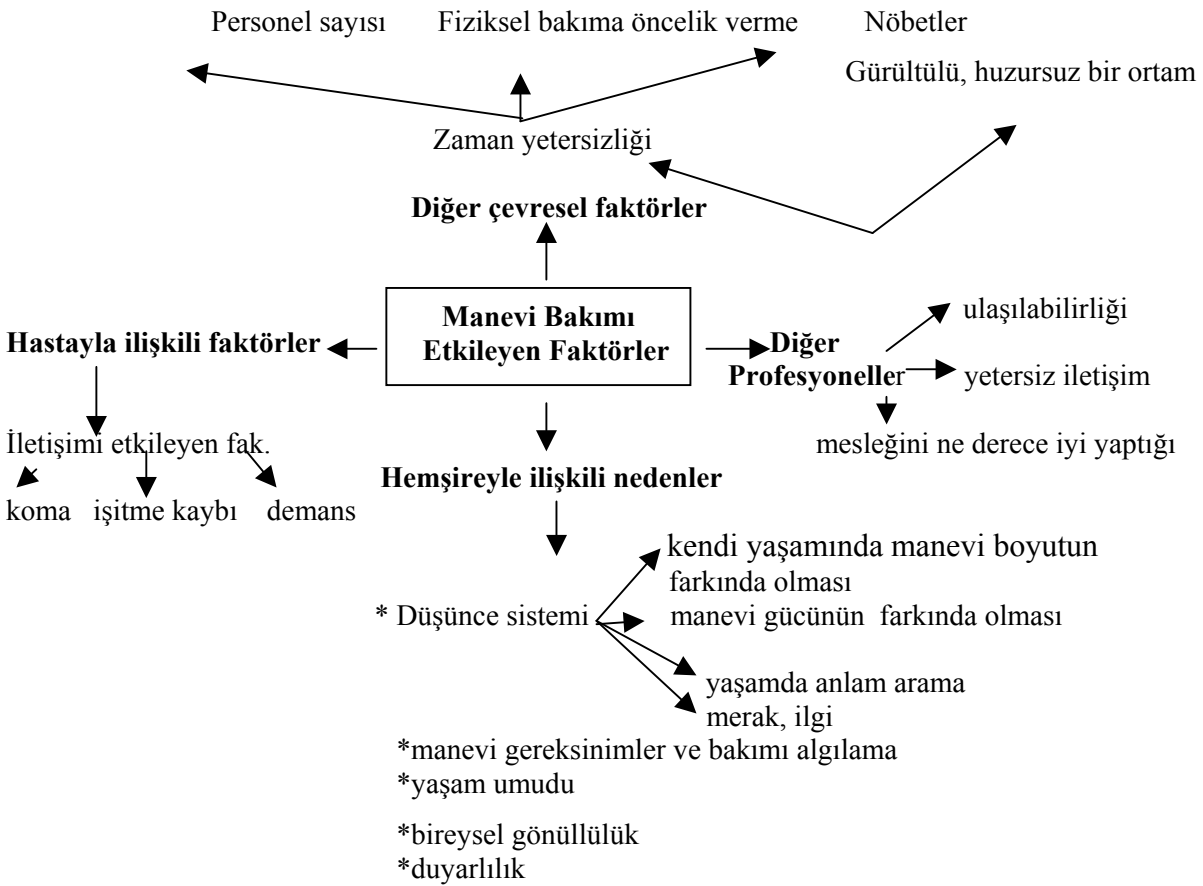 Personel sayısı Fiziksel bakıma öncelik verme Nöbetler
Gürültülü, huzursuz bir ortam
Zaman yetersizliği
Diğer çevresel faktörler
Manevi Bakımı
Etkileyen Faktörler
Hastayla ilişkili faktörler
Diğer
Profesyoneller
ulaşılabilirliği
yetersiz iletişim
mesleğini ne derece iyi yaptığı
İletişimi etkileyen fak.
koma işitme kaybı demans
Hemşireyle ilişkili nedenler
* Düşünce sistemi
kendi yaşamında manevi boyutun
farkında olması
manevi gücünün farkında olması
yaşamda anlam arama
merak, ilgi
*manevi gereksinimler ve bakımı algılama
*yaşam umudu
*bireysel gönüllülük
*duyarlılık